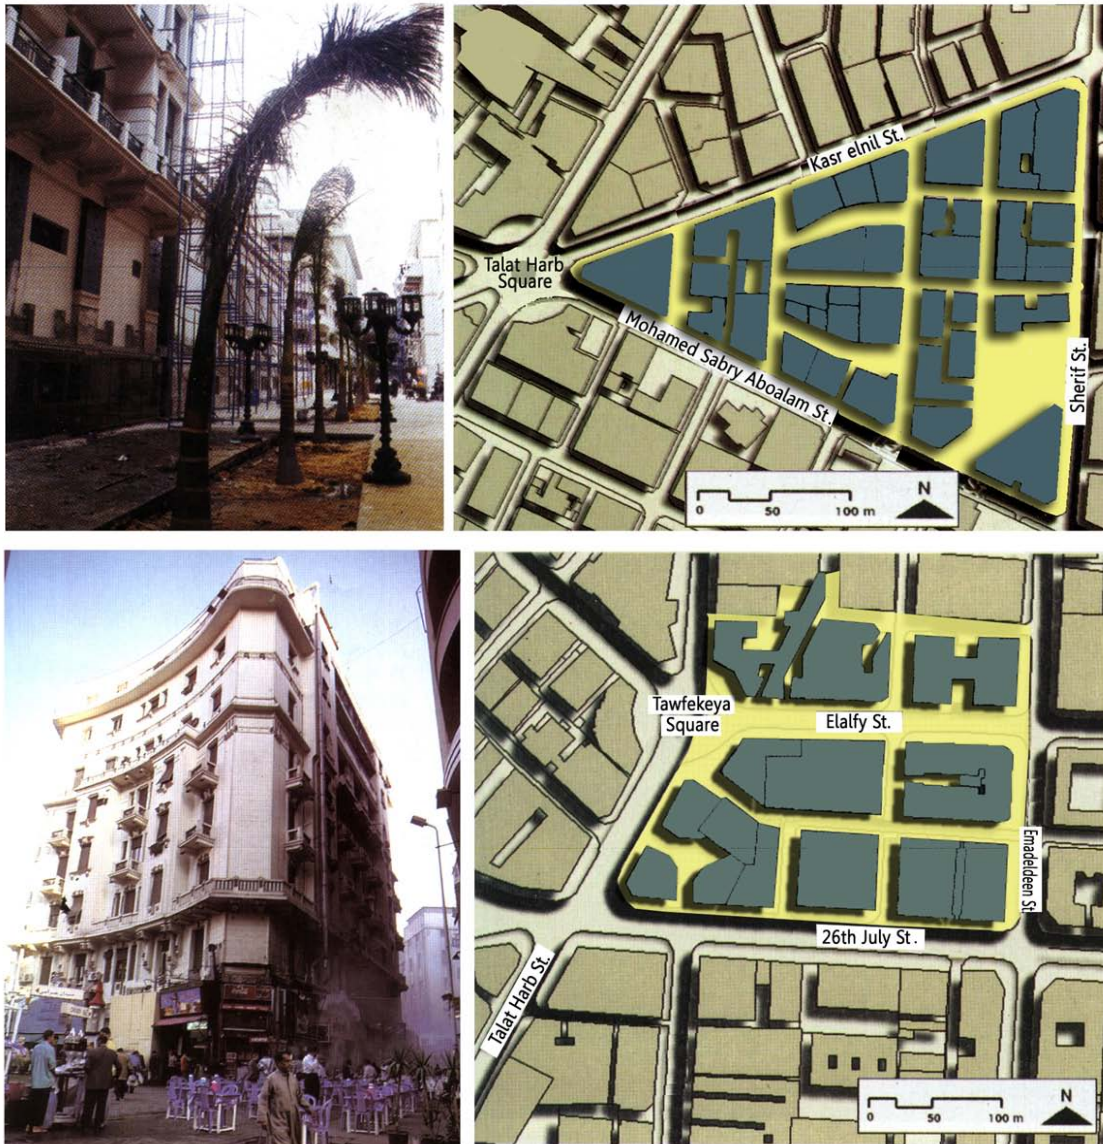 Kasr elnil St.
Talat Harb
Square
Mohamed Sabry Aboalam St.
Sherif St.
N
0 50 100 m
Tawfekeya
Square
Elalfy St.
Emadeldeen St
26th July St.
Talat Harb St.
N
0 50 100 m